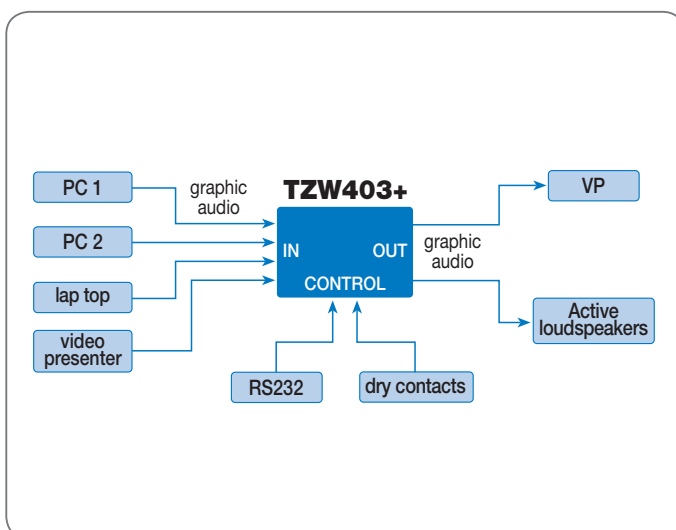 PC 1
graphic
audio
TZW403+
VP
PC 2
IN
OUT
graphic
audio
lap top
CONTROL
video
presenter
Active
loudspeakers
RS232
dry contacts